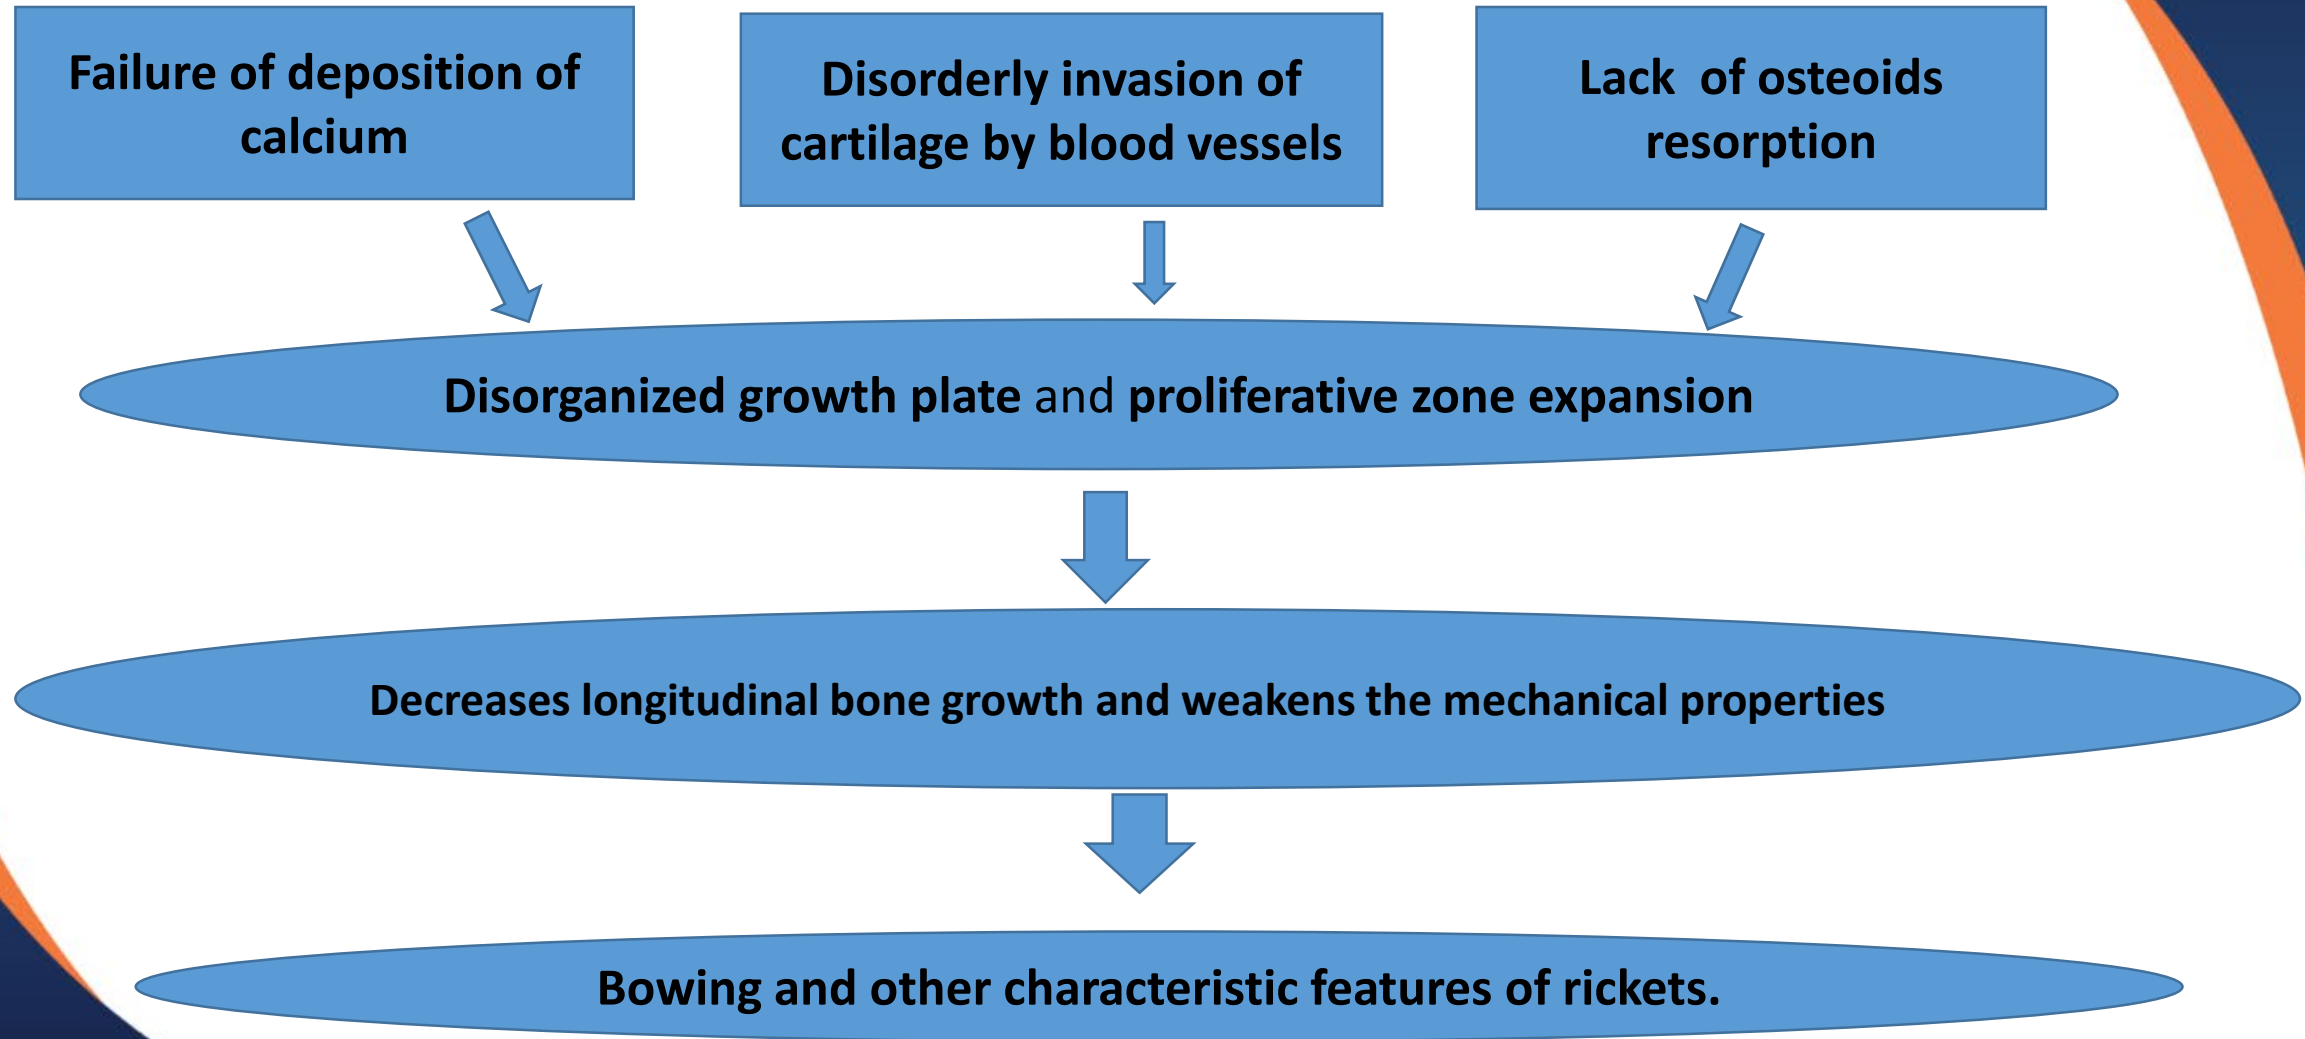 Failure of deposition of
calcium
Disorderly invasion of
cartilage by blood vessels
Lack  of osteoids
resorption
Disorganized growth plate and proliferative zone expansion
Decreases longitudinal bone growth and weakens the mechanical properties
Bowing and other characteristic features of rickets.